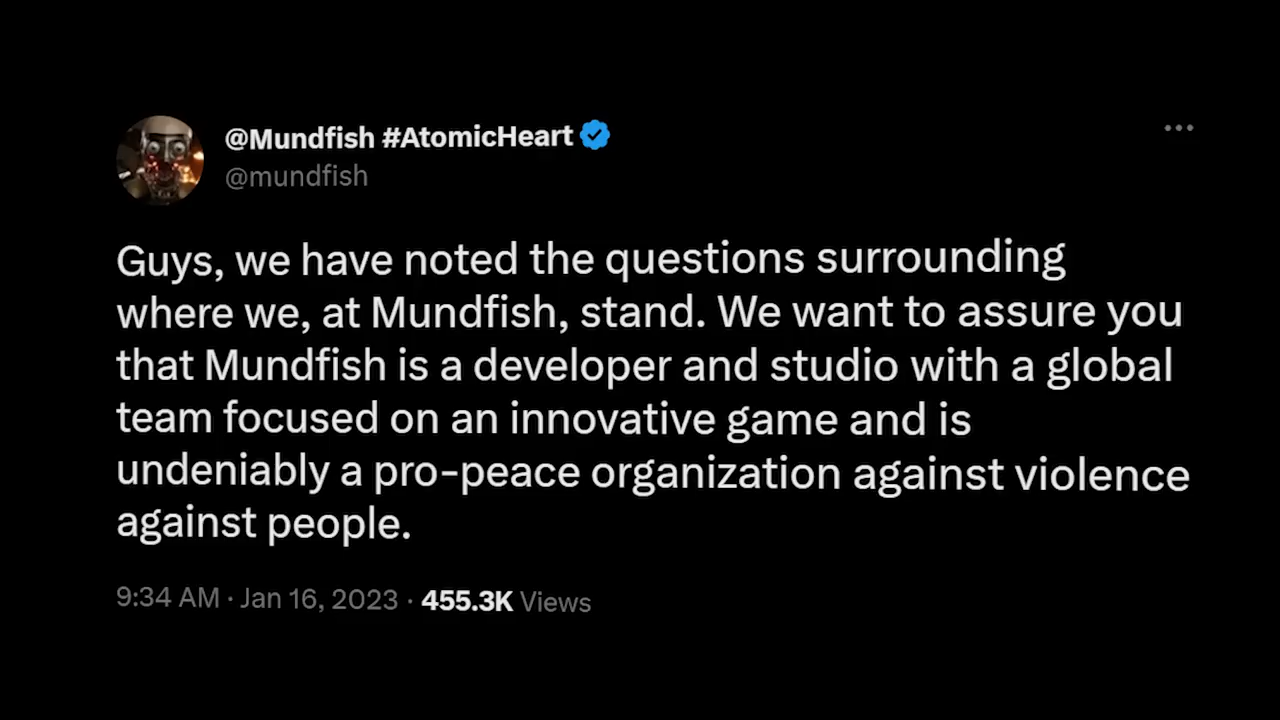 @Mundfish #AtomicHeart
@mundfish
Guys, we have noted the questions surrounding
where we, at Mundfish, stand. We want to assure you
that Mundfish is a developer and studio with a global
team focused on an innovative game and is
undeniably a pro-peace organization against violence
against people.
9:34 AM · Jan 16, 2023 · 455.3K Views